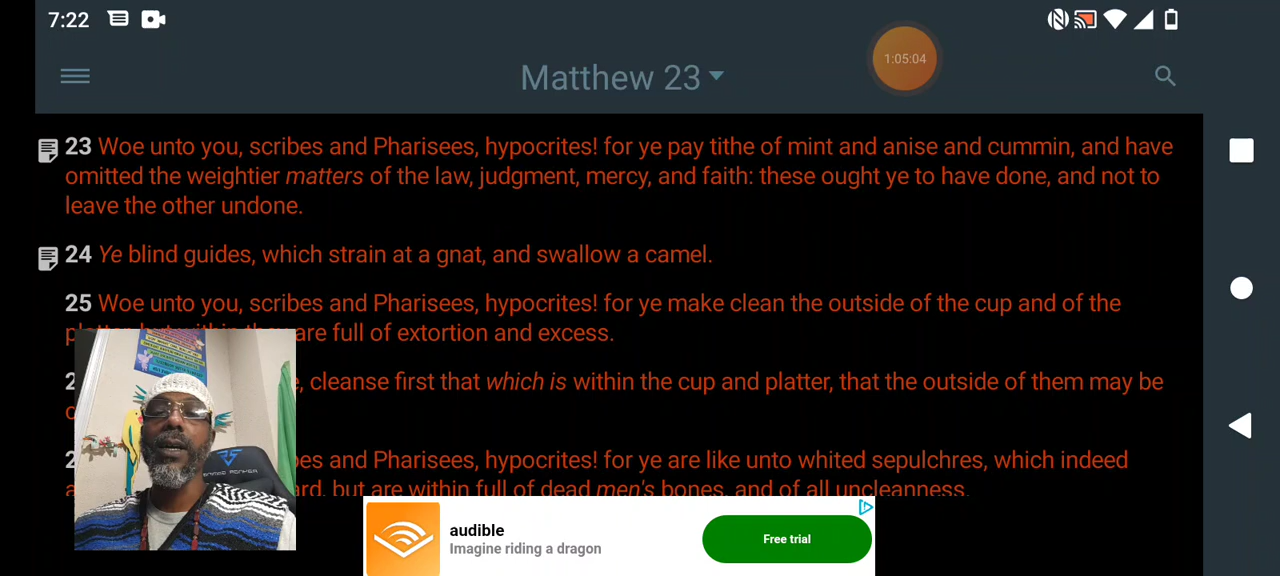 7:22
1:05:04
Matthew 23
23 Woe unto you, scribes and Pharisees, hypocrites! for ye pay tithe of mint and anise and cummin, and have
omitted the weightier matters of the law, judgment, mercy, and faith: these ought ye to have done, and not to
leave the other undone.
24 Ye blind guides, which strain at a gnat, and swallow a camel.
25 Woe unto you, scribes and Pharisees, hypocrites! for ye make clean the outside of the cup and of the
are full of extortion and excess.
cleanse first that which is within the cup and platter, that the outside of them may be
and Pharisees, hypocrites! for ye are like unto whited sepulchres, which indeed
but are within full of dead men's bones, and of all uncleanness.
audible
Imagine riding a dragon
Free trial